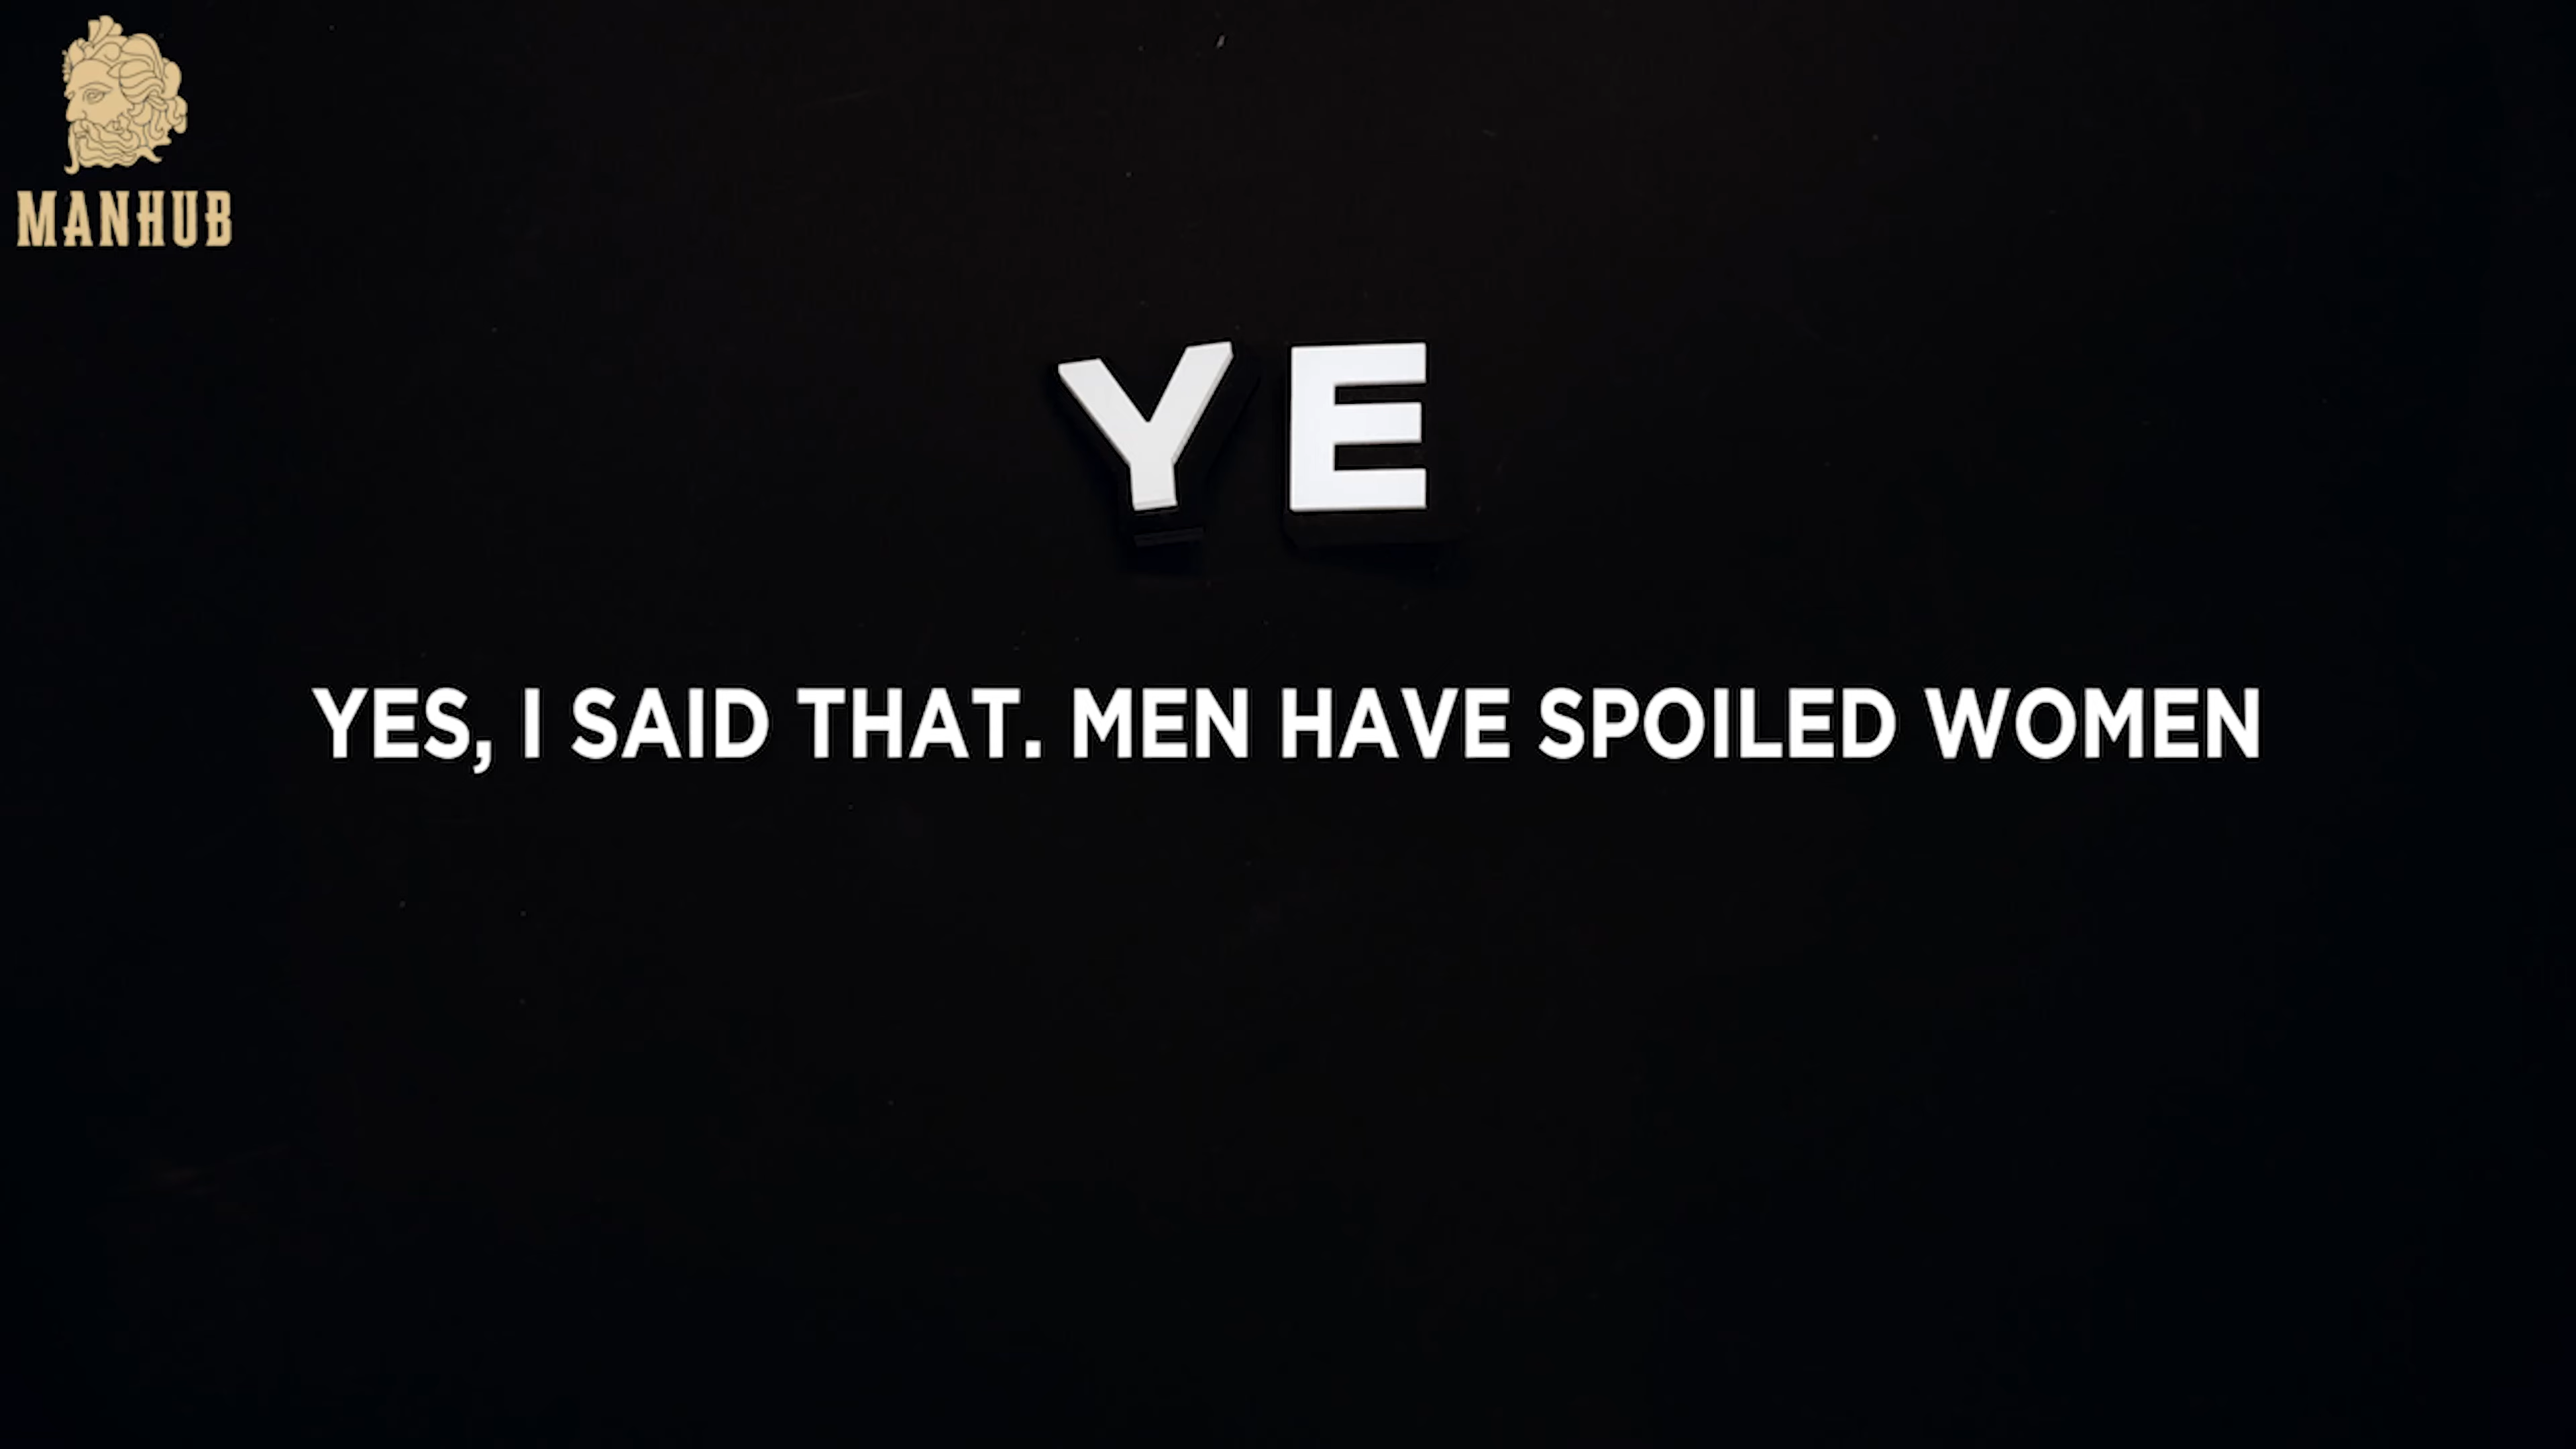 MANHUB
YE
YES, I SAID THAT. MEN HAVE SPOILED WOMEN